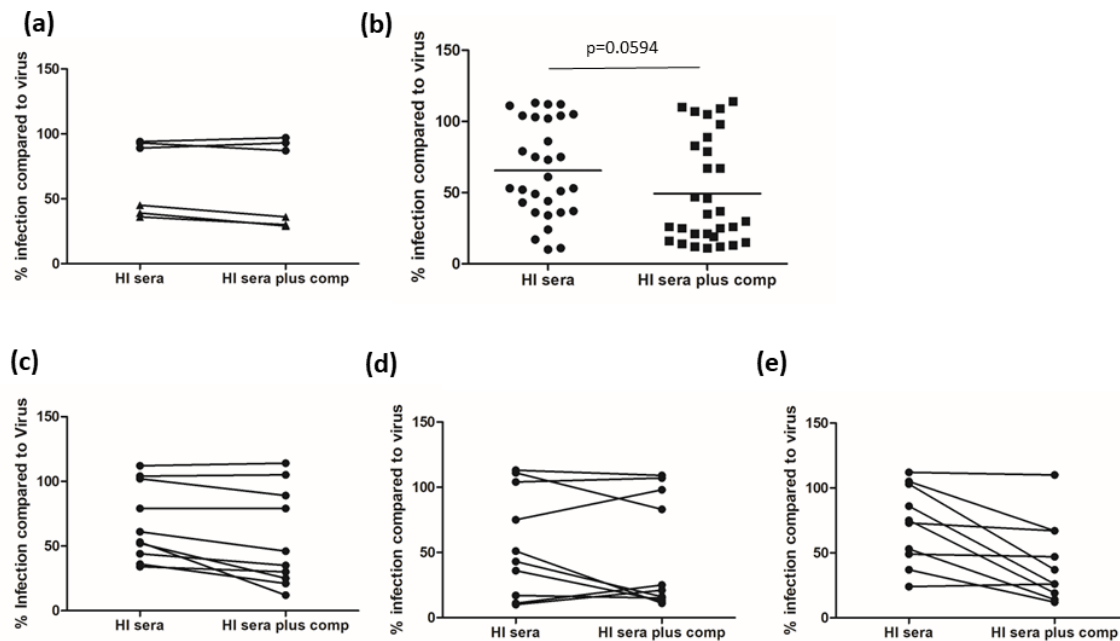 (a)
% infection compared to virus
150
100
50
0
HI sera
HI sera plus comp
(b)
% infection compared to virus
p=0.0594
150
100
50
0
HI sera
HI sera plus comp
(c)
% Infection compared to Virus
150
100
50
0
HI sera
HI sera plus comp
(d)
% infection compared to virus
150
100
50
0
HI sera
HI sera plus comp
(e)
% infection compared to virus
150
100
50
0
HI sera
HI sera plus comp